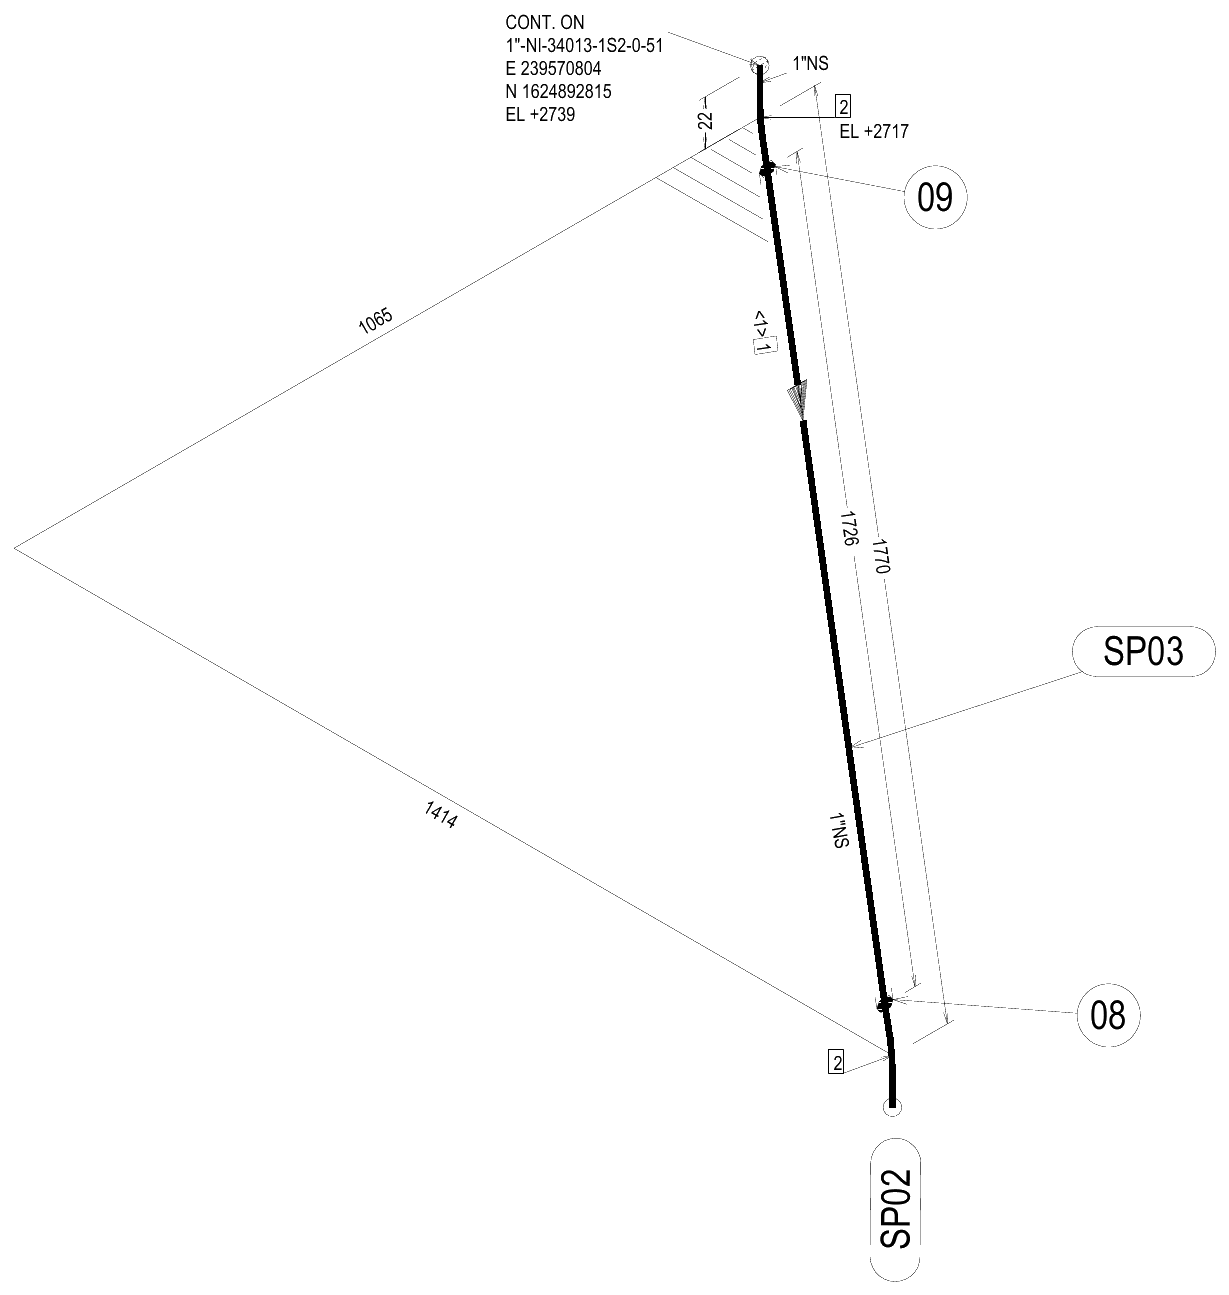 CONT. ON
1"-NI-34013-1S2-0-51
E 239570804
N 1624892815
EL +2739
1"NS
2
EL +2717
22
09
1065
<1>
1
1726
1770
SP03
1414
1"NS
08
2
SP02